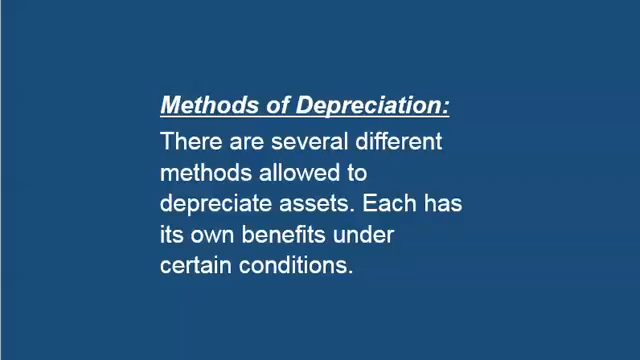 Methods of Depreciation:
There are several different
methods allowed to
depreciate assets. Each has
its own benefits under
certain conditions.